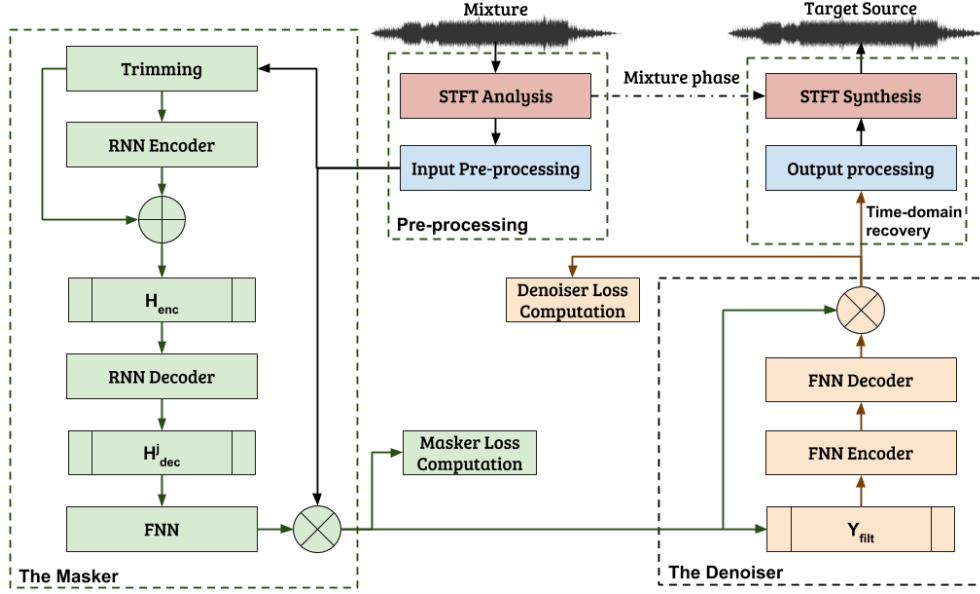 Mixture
Target Source
Trimming
RNN Encoder
H_enc
RNN Decoder
H^j_dec
FNN
The Masker
STFT Analysis
Input Pre-processing
Pre-processing
Mixture phase
STFT Synthesis
Output processing
Time-domain
recovery
Denoiser Loss
Computation
Masker Loss
Computation
FNN Decoder
FNN Encoder
Y_filt
The Denoiser